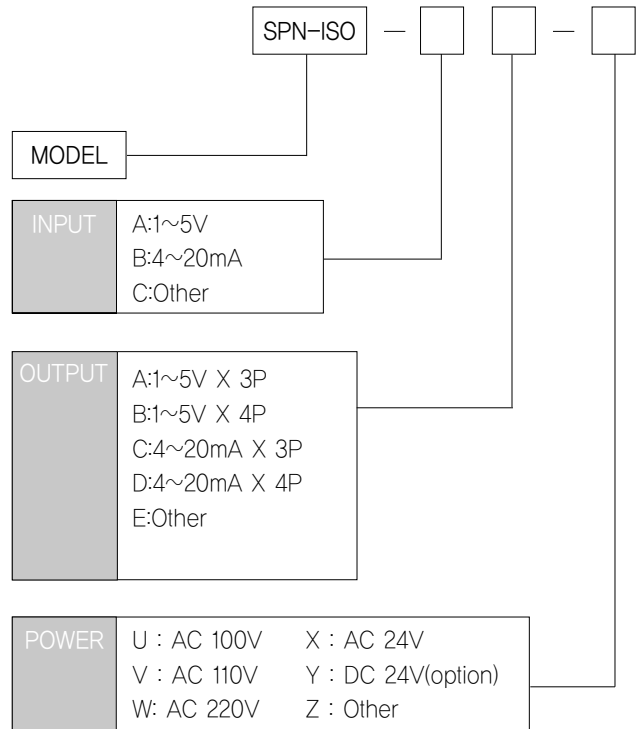 SPN-ISO — —
MODEL
INPUT
A:1~5V
B:4~20mA
C:Other
OUTPUT
A:1~5V X 3P
B:1~5V X 4P
C:4~20mA X 3P
D:4~20mA X 4P
E:Other
POWER
U : AC 100V X : AC 24V
V : AC 110V Y : DC 24V(option)
W: AC 220V Z : Other